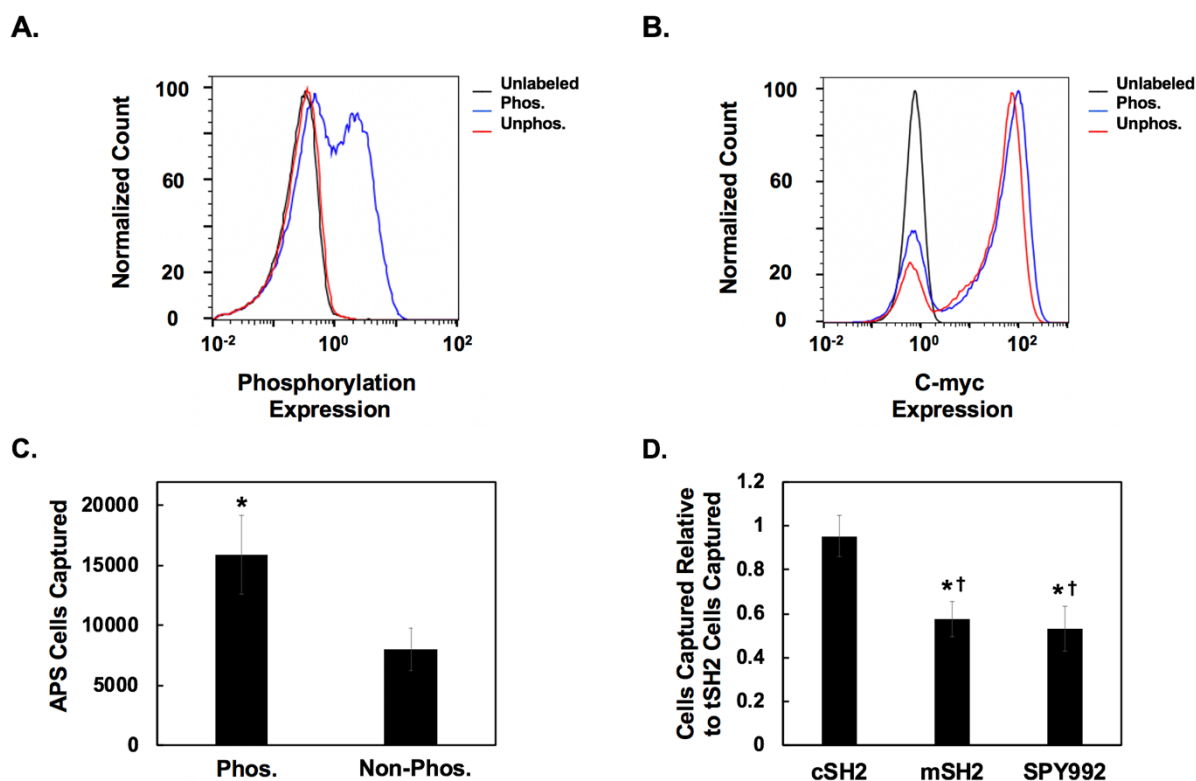 A.
Normalized Count
100
60
20
0
10-2
100
102
Phosphorylation
Expression
Unlabeled
Phos.
Unphos.
B.
Normalized Count
100
60
20
0
10-2
100
102
C-myc
Expression
Unlabeled
Phos.
Unphos.
C.
APS Cells Captured
20000
15000
10000
5000
0
*
Phos.
Non-Phos.
D.
Cells Captured Relative
to tSH2 Cells Captured
1.2
1
0.8
0.6
0.4
0.2
0
*†
*†
cSH2
mSH2
SPY992